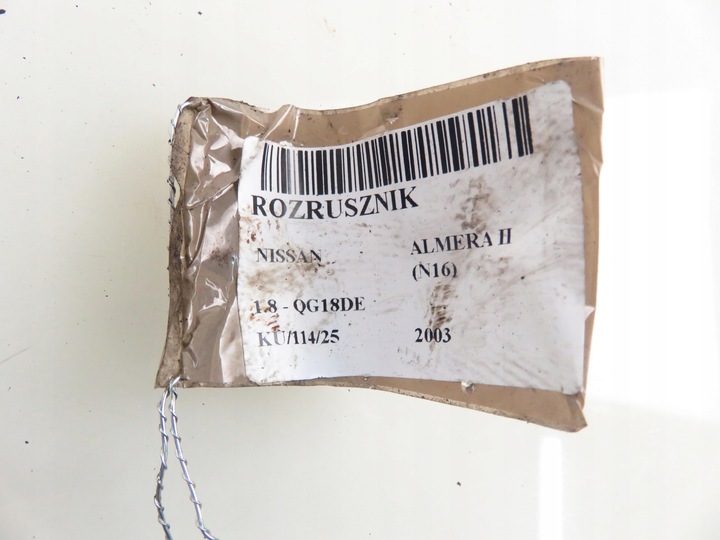 ROZRUSZNIK
NISSAN ALMERA II
(N16)
1.8 - QG18DE
KU/114/25 2003